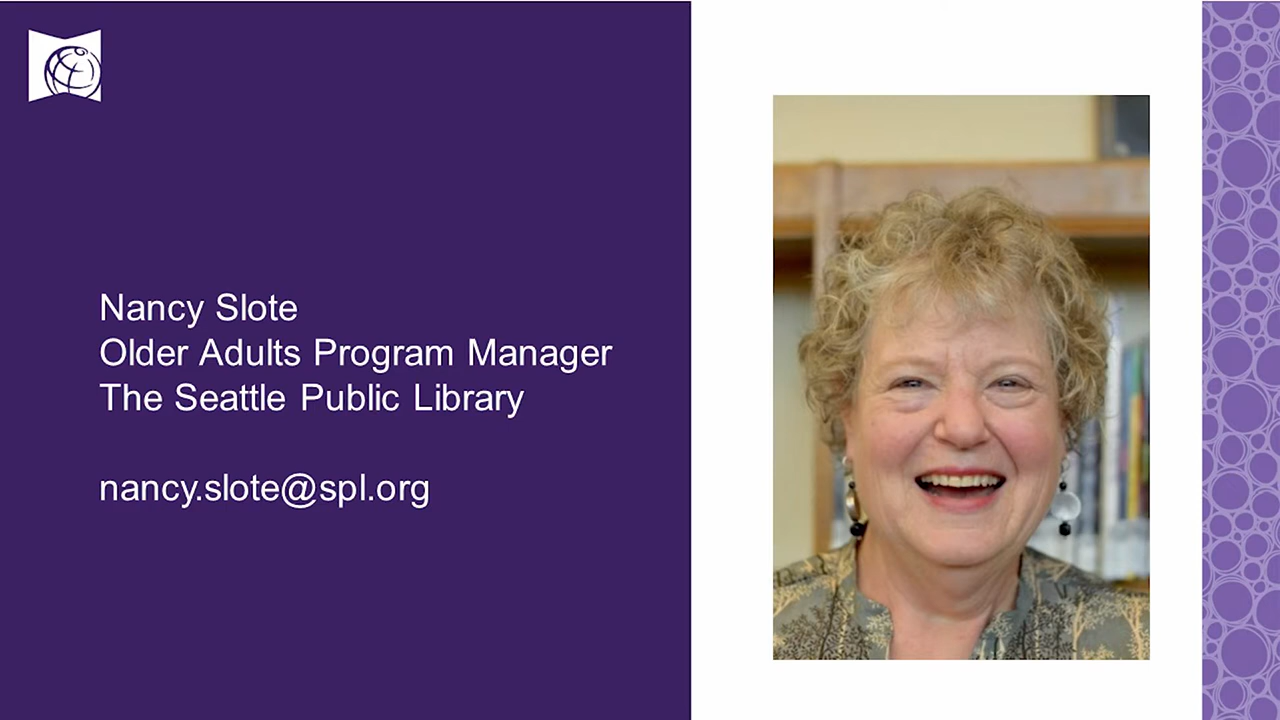 Nancy Slote
Older Adults Program Manager
The Seattle Public Library
nancy.slote@spl.org